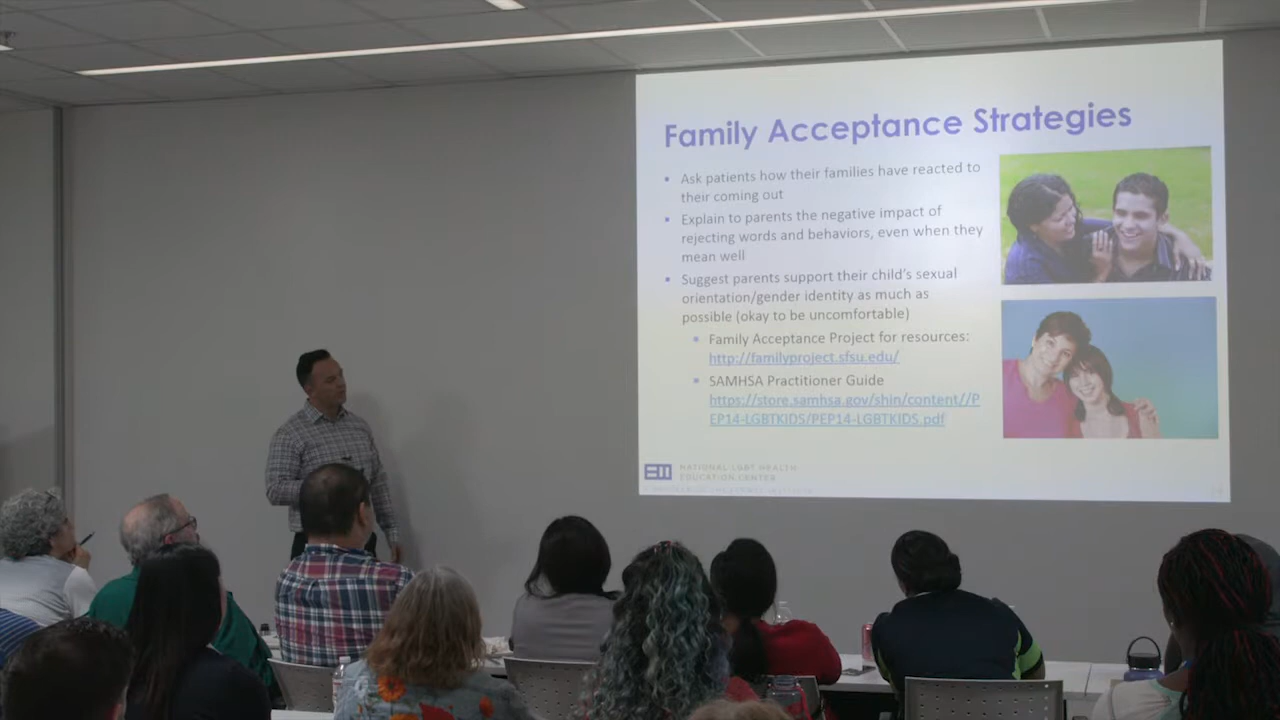 Family Acceptance Strategies
▪ Ask patients how their families have reacted to
their coming out
▪ Explain to parents the negative impact of
rejecting words and behaviors, even when they
mean well
▪ Suggest parents support their child's sexual
orientation/gender identity as much as
possible (okay to be uncomfortable)
▪ Family Acceptance Project for resources:
http://familyproject.sfsu.edu/
▪ SAMHSA Practitioner Guide
https://store.samhsa.gov/shin/content//P
EP14-LGBTKIDS/PEP14-LGBTKIDS.pdf
NATIONAL LGBT HEALTH
EDUCATION CENTER